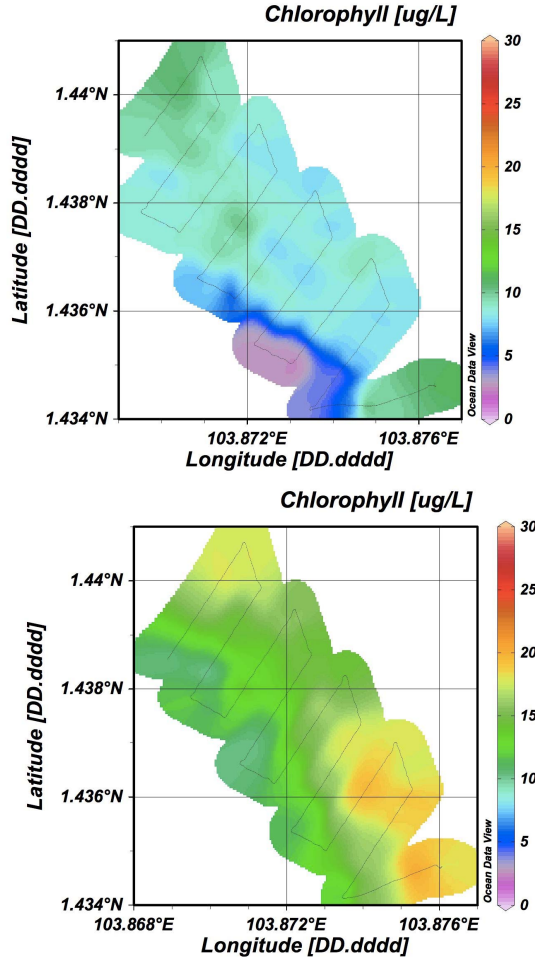 Chlorophyll [ug/L]
30
25
20
15
10
5
0
1.44°N
1.438°N
1.436°N
1.434°N
Latitude [DD.dddd]
Ocean Data View
103.872°E
103.876°E
Longitude [DD.dddd]
Chlorophyll [ug/L]
30
25
20
15
10
5
0
1.44°N
1.438°N
1.436°N
1.434°N
Latitude [DD.dddd]
Ocean Data View
103.868°E
103.872°E
103.876°E
Longitude [DD.dddd]